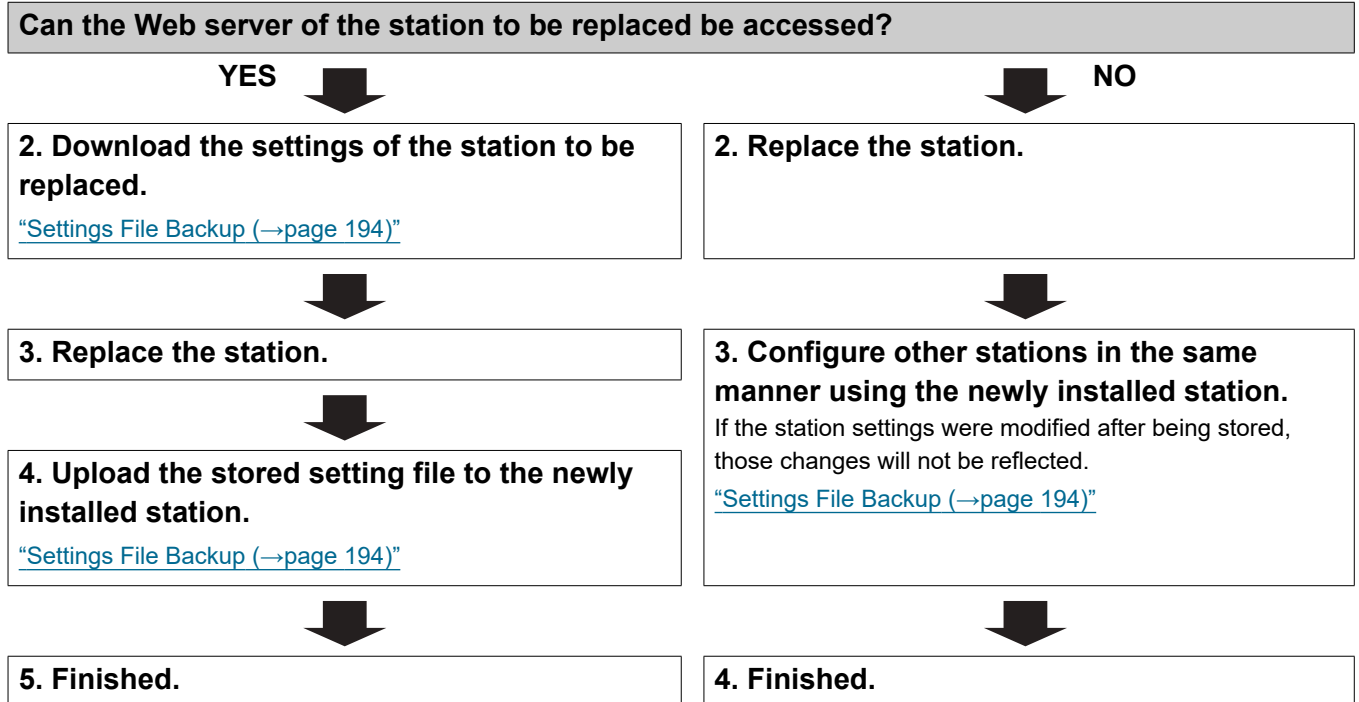 Can the Web server of the station to be replaced be accessed?
YES
NO
2. Download the settings of the station to be
replaced.
“Settings File Backup (→page 194)”
3. Replace the station.
4. Upload the stored setting file to the newly
installed station.
“Settings File Backup (→page 194)”
5. Finished.
2. Replace the station.
3. Configure other stations in the same
manner using the newly installed station.
If the station settings were modified after being stored,
those changes will not be reflected.
“Settings File Backup (→page 194)”
4. Finished.